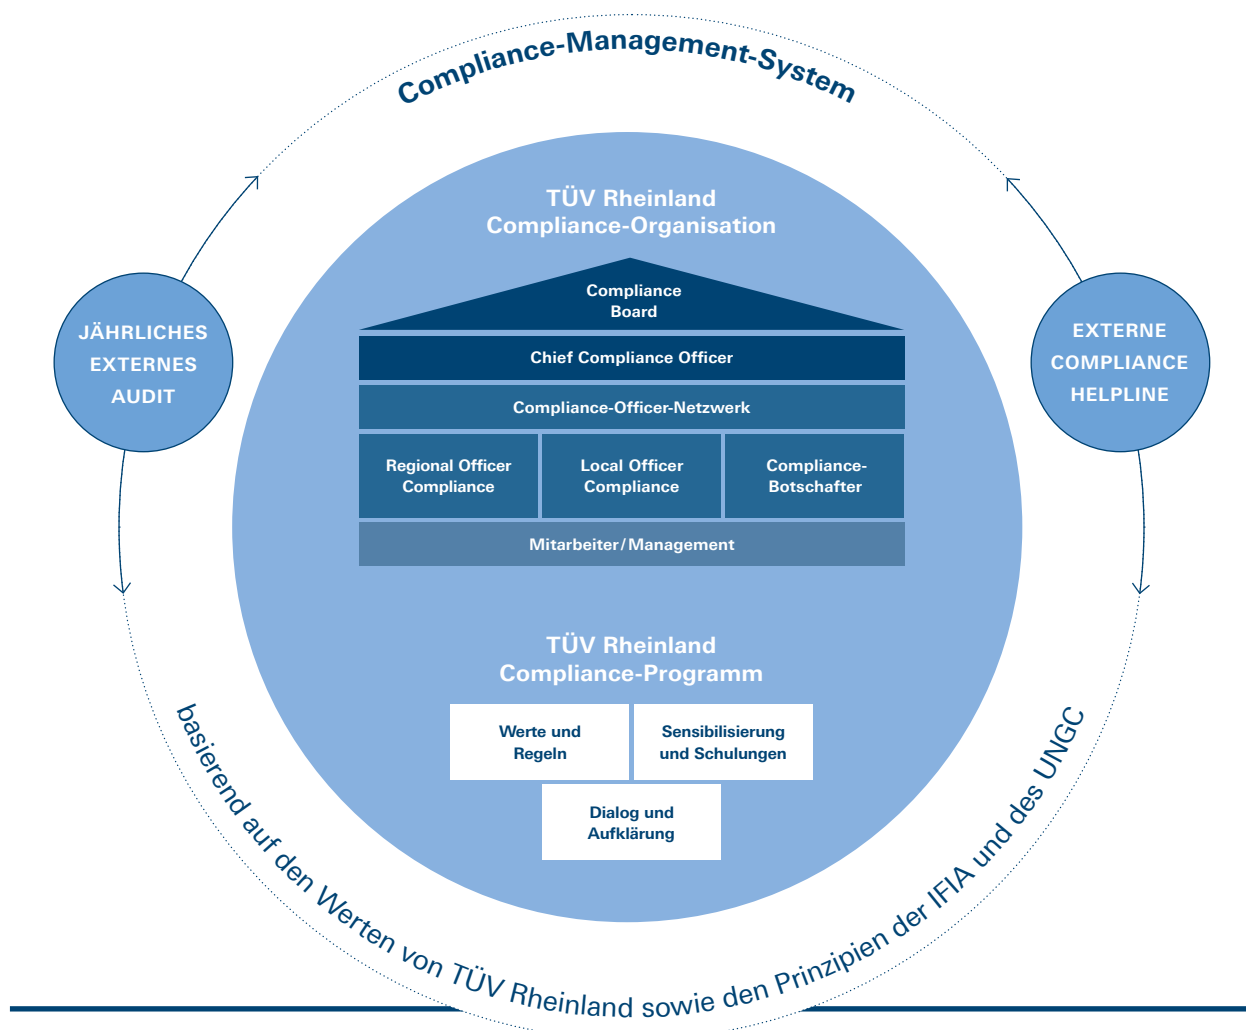 Compliance-Management-System
TÜV Rheinland
Compliance-Organisation
Compliance
Board
Chief Compliance Officer
Compliance-Officer-Netzwerk
Regional Officer
Compliance
Local Officer
Compliance
Compliance-
Botschafter
Mitarbeiter/Management
JÄHRLICHES
EXTERNES
AUDIT
EXTERNE
COMPLIANCE
HELPLINE
TÜV Rheinland
Compliance-Programm
Werte und
Regeln
Sensibilisierung
und Schulungen
Dialog und
Aufklärung
basierend auf den Werten von TÜV Rheinland sowie den Prinzipien der IFIA und des UNGC